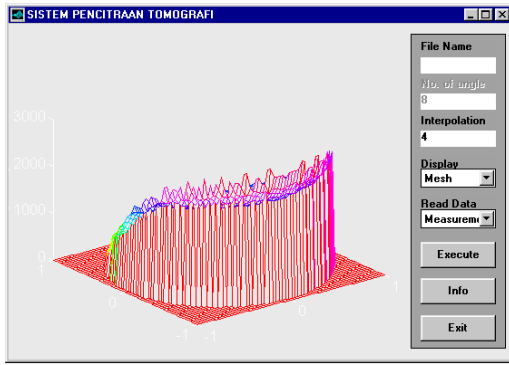 SISTEM PENCITRAAN TOMOGRAFI
3000
2000
1000
0
1
0
-1
-1
0
1
File Name
No. of angle
8
Interpolation
4
Display
Mesh
Read Data
Measurem
Execute
Info
Exit